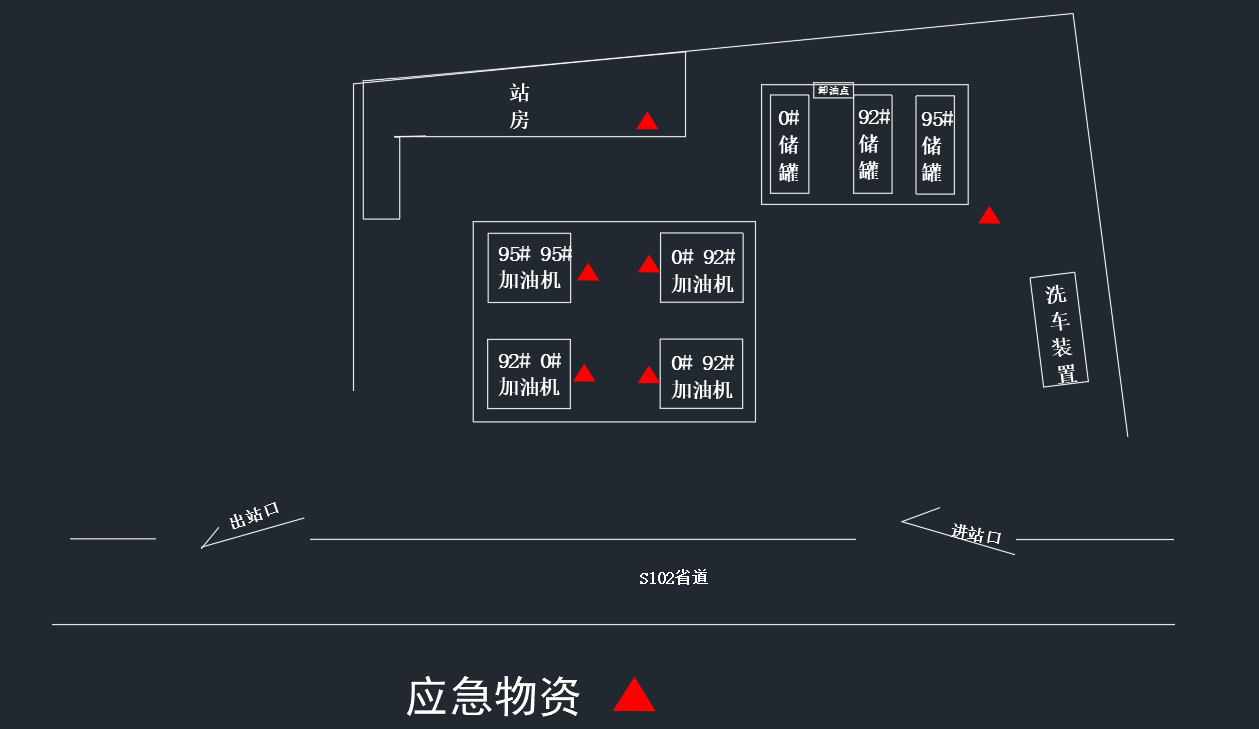 站
房
卸油点
0#
储
罐
92#
储
罐
95#
储
罐
95# 95#
加油机
0# 92#
加油机
92# 0#
加油机
0# 92#
加油机
洗
车
装
置
出站口
进站口
S102省道
应急物资